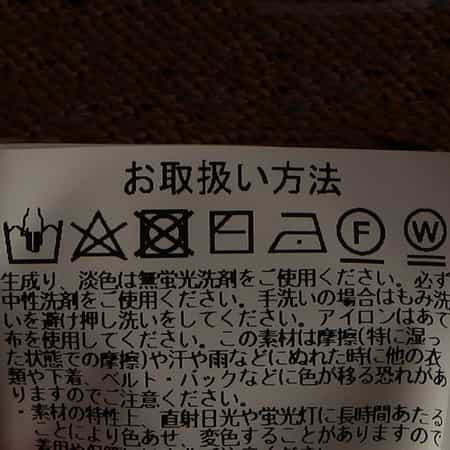 お取扱い方法
F W
生成り、淡色は無蛍光洗剤をご使用ください。必ず
中性洗剤をご使用ください。手洗いの場合はもみ洗
いを避け押し洗いをしてください。アイロンはあて
布を使用してください。この素材は摩擦(特に湿っ
た状態での摩擦)や汗や雨などにぬれた時に他の衣
類や下着、ベルト・バックなどに色が移る恐れがあ
りますのでご注意ください。
・素材の特性上、直射日光や蛍光灯に長時間あたる
ことにより色あせ、変色することがありますので